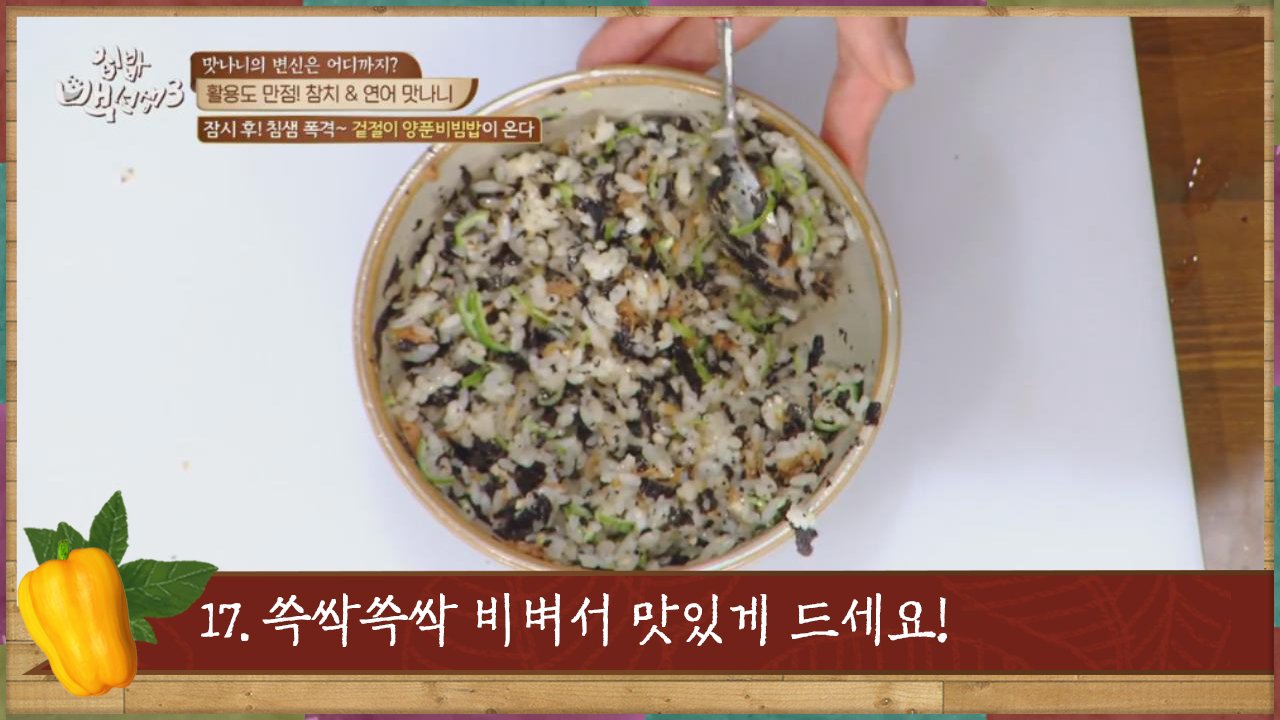 집밥
백선생3
맛나니의 변신은 어디까지?
활용도 만점! 참치 & 연어 맛나니
잠시 후! 침샘 폭격~ 겉절이 양푼비빔밥이 온다
17. 쓱싹쓱싹 비벼서 맛있게 드세요!